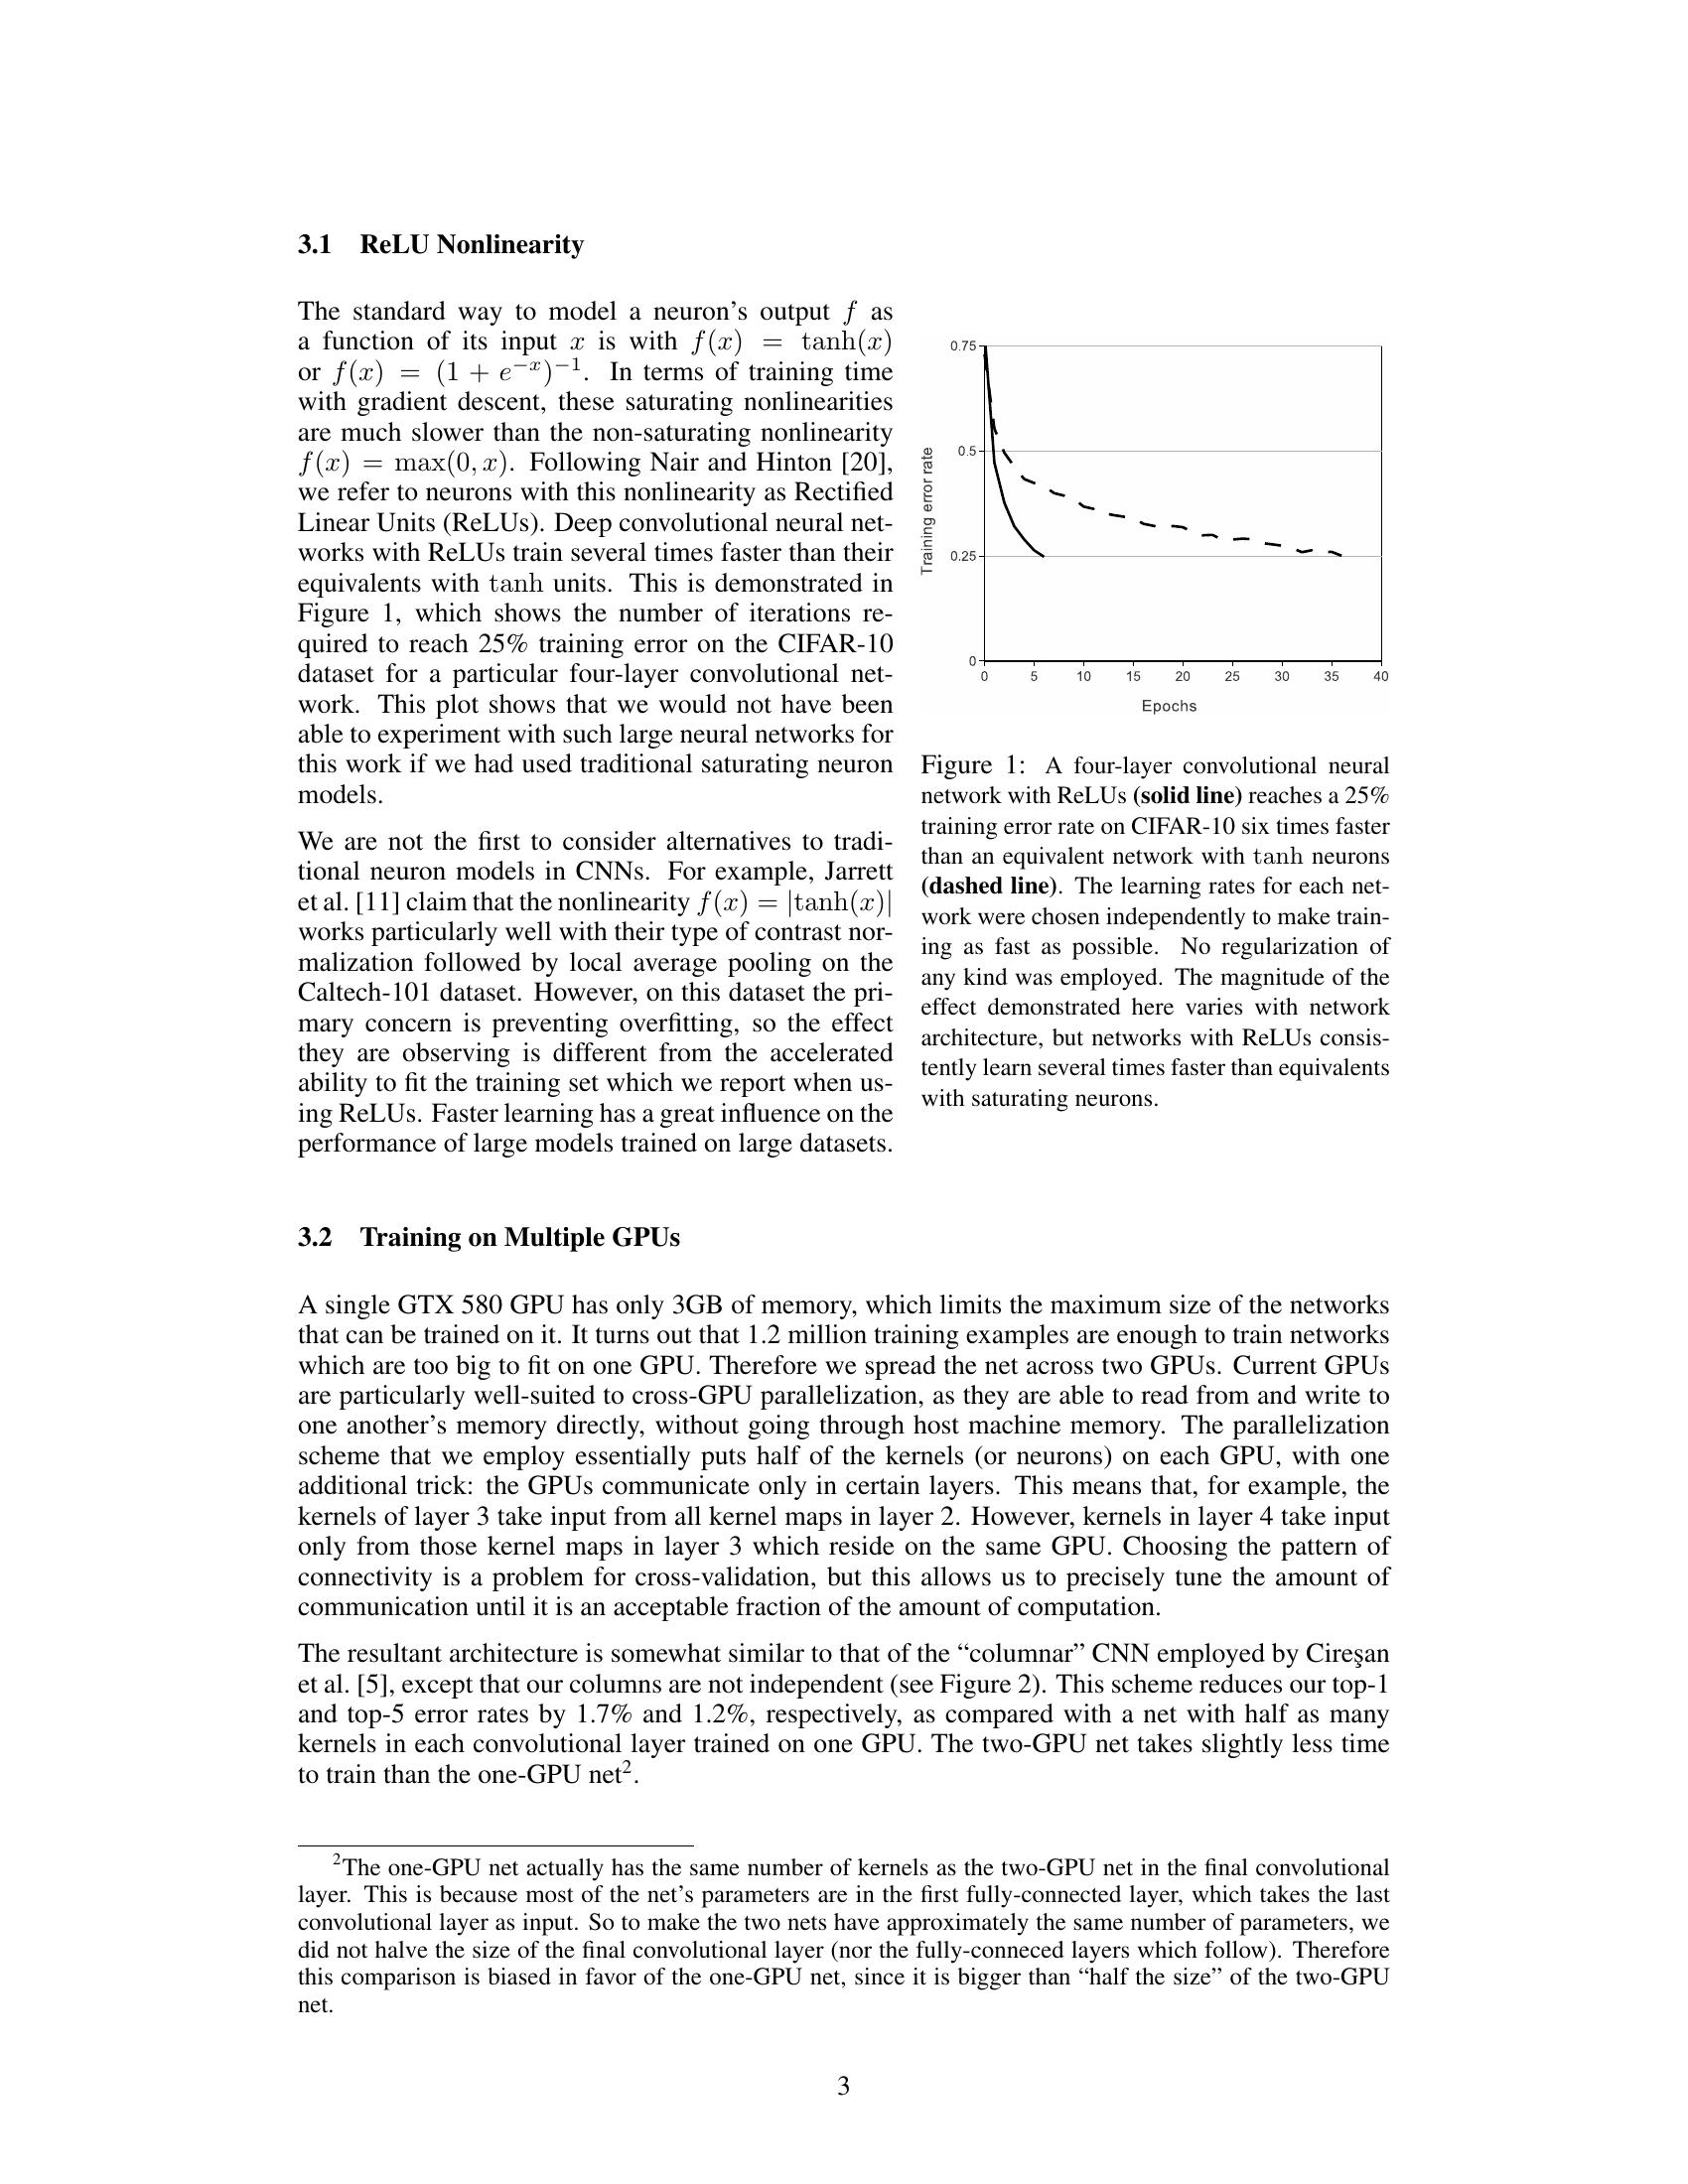 3.1 ReLU Nonlinearity
The standard way to model a neuron's output f as
a function of its input x is with f(x) = tanh(x)
or f(x) = (1 + e^{−x})^{−1}. In terms of training time
with gradient descent, these saturating nonlinearities
are much slower than the non-saturating nonlinearity
f(x) = max(0, x). Following Nair and Hinton [20],
we refer to neurons with this nonlinearity as Rectified
Linear Units (ReLUs). Deep convolutional neural net-
works with ReLUs train several times faster than their
equivalents with tanh units. This is demonstrated in
Figure 1, which shows the number of iterations re-
quired to reach 25% training error on the CIFAR-10
dataset for a particular four-layer convolutional net-
work. This plot shows that we would not have been
able to experiment with such large neural networks for
this work if we had used traditional saturating neuron
models.
We are not the first to consider alternatives to tradi-
tional neuron models in CNNs. For example, Jarrett
et al. [11] claim that the nonlinearity f(x) = |tanh(x)|
works particularly well with their type of contrast nor-
malization followed by local average pooling on the
Caltech-101 dataset. However, on this dataset the pri-
mary concern is preventing overfitting, so the effect
they are observing is different from the accelerated
ability to fit the training set which we report when us-
ing ReLUs. Faster learning has a great influence on the
performance of large models trained on large datasets.
0.75
0.5
0.25
0
Training error rate
0 5 10 15 20 25 30 35 40
Epochs
Figure 1: A four-layer convolutional neural
network with ReLUs (solid line) reaches a 25%
training error rate on CIFAR-10 six times faster
than an equivalent network with tanh neurons
(dashed line). The learning rates for each net-
work were chosen independently to make train-
ing as fast as possible. No regularization of
any kind was employed. The magnitude of the
effect demonstrated here varies with network
architecture, but networks with ReLUs consis-
tently learn several times faster than equivalents
with saturating neurons.
3.2 Training on Multiple GPUs
A single GTX 580 GPU has only 3GB of memory, which limits the maximum size of the networks
that can be trained on it. It turns out that 1.2 million training examples are enough to train networks
which are too big to fit on one GPU. Therefore we spread the net across two GPUs. Current GPUs
are particularly well-suited to cross-GPU parallelization, as they are able to read from and write to
one another's memory directly, without going through host machine memory. The parallelization
scheme that we employ essentially puts half of the kernels (or neurons) on each GPU, with one
additional trick: the GPUs communicate only in certain layers. This means that, for example, the
kernels of layer 3 take input from all kernel maps in layer 2. However, kernels in layer 4 take input
only from those kernel maps in layer 3 which reside on the same GPU. Choosing the pattern of
connectivity is a problem for cross-validation, but this allows us to precisely tune the amount of
communication until it is an acceptable fraction of the amount of computation.
The resultant architecture is somewhat similar to that of the “columnar” CNN employed by Cireşan
et al. [5], except that our columns are not independent (see Figure 2). This scheme reduces our top-1
and top-5 error rates by 1.7% and 1.2%, respectively, as compared with a net with half as many
kernels in each convolutional layer trained on one GPU. The two-GPU net takes slightly less time
to train than the one-GPU net².
²The one-GPU net actually has the same number of kernels as the two-GPU net in the final convolutional
layer. This is because most of the net's parameters are in the first fully-connected layer, which takes the last
convolutional layer as input. So to make the two nets have approximately the same number of parameters, we
did not halve the size of the final convolutional layer (nor the fully-conneced layers which follow). Therefore
this comparison is biased in favor of the one-GPU net, since it is bigger than “half the size” of the two-GPU
net.
3